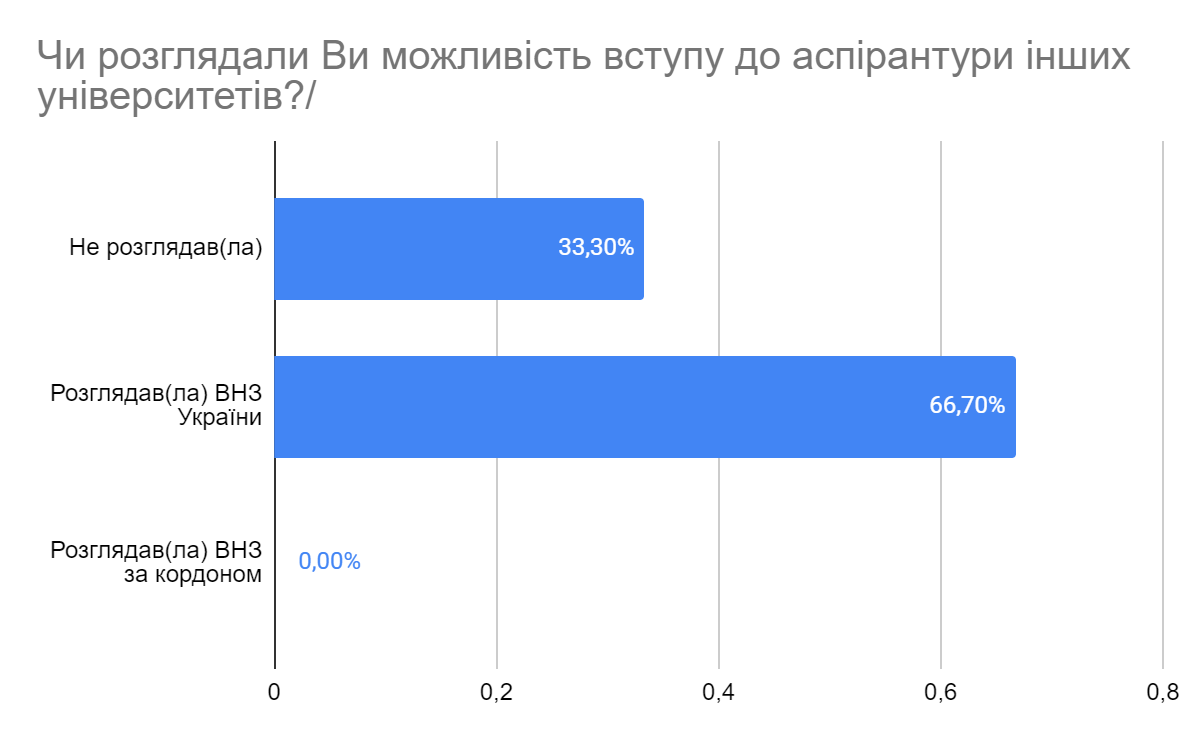 Чи розглядали Ви можливість вступу до аспірантури інших
університетів?/
Не розглядав(ла)
33,30%
Розглядав(ла) ВНЗ
України
66,70%
Розглядав(ла) ВНЗ
за кордоном
0,00%
0
0,2
0,4
0,6
0,8